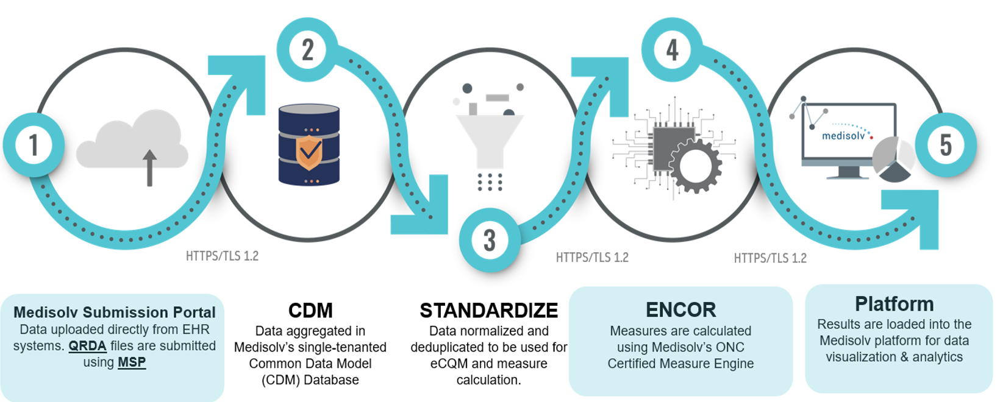 1
2
3
4
5
medisolv
HTTPS/TLS 1.2
HTTPS/TLS 1.2
HTTPS/TLS 1.2
Medisolv Submission Portal
Data uploaded directly from EHR
systems. QRDA files are submitted
using MSP
CDM
Data aggregated in
Medisolv's single-tenanted
Common Data Model
(CDM) Database
STANDARDIZE
Data normalized and
deduplicated to be used for
eCQM and measure
calculation.
ENCOR
Measures are calculated
using Medisolv's ONC
Certified Measure Engine
Platform
Results are loaded into the
Medisolv platform for data
visualization & analytics